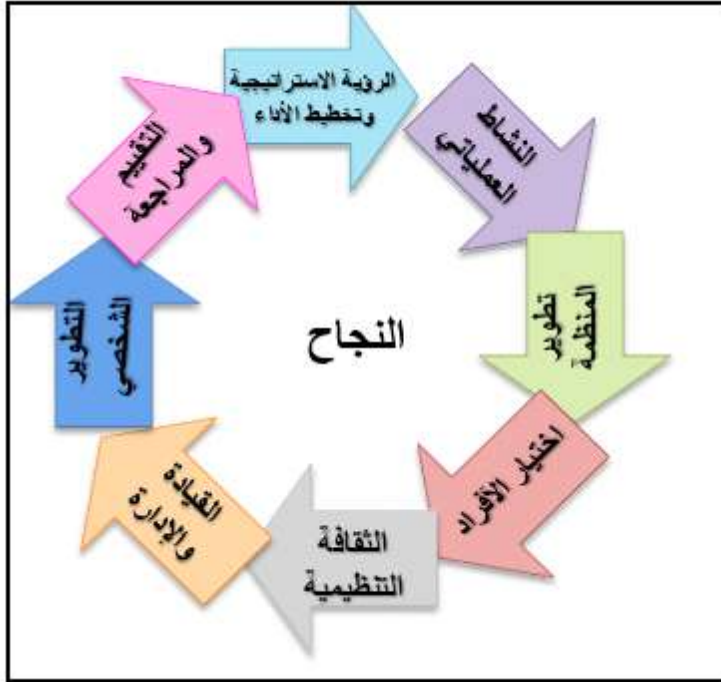 الرؤية الاستراتيجية
وتخطيط الأداء
النشاط
العملياتي
تطوير
المنظمة
اختيار الأفراد
الثقافة
التنظيمية
القيادة
والإدارة
التطوير
الشخصي
التقييم
والمراجعة
النجاح